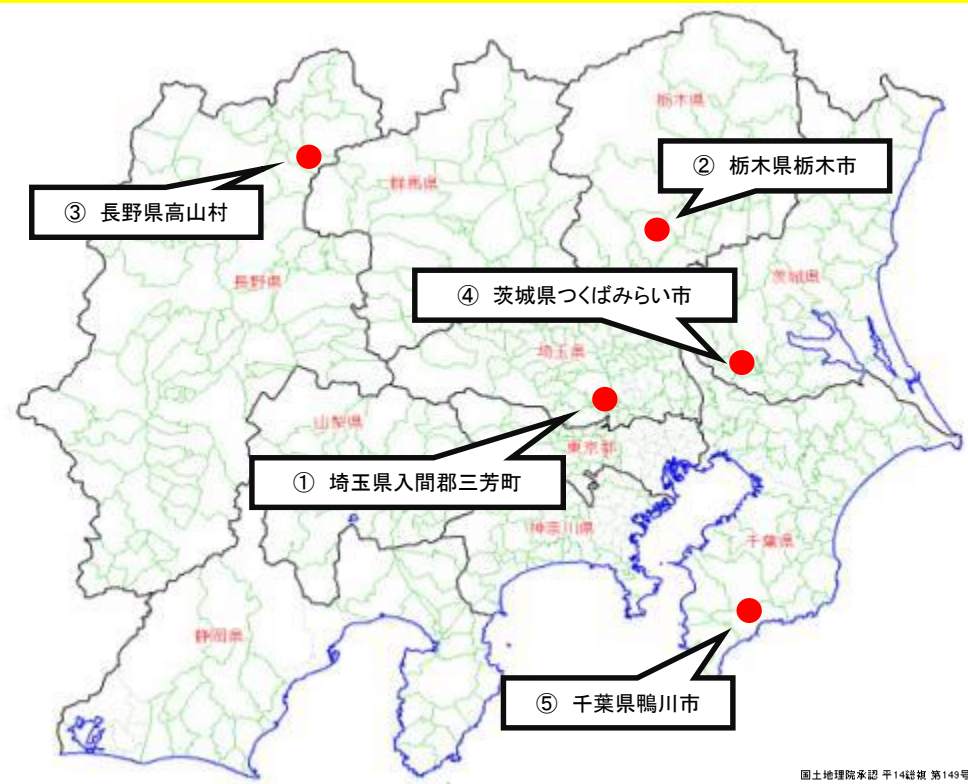 栃木県
② 栃木県栃木市
群馬県
③ 長野県高山村
長野県
④ 茨城県つくばみらい市
茨城県
埼玉県
山梨県
東京都
① 埼玉県入間郡三芳町
神奈川県
千葉県
静岡県
⑤ 千葉県鴨川市
国土地理院承認 平14総複 第149号